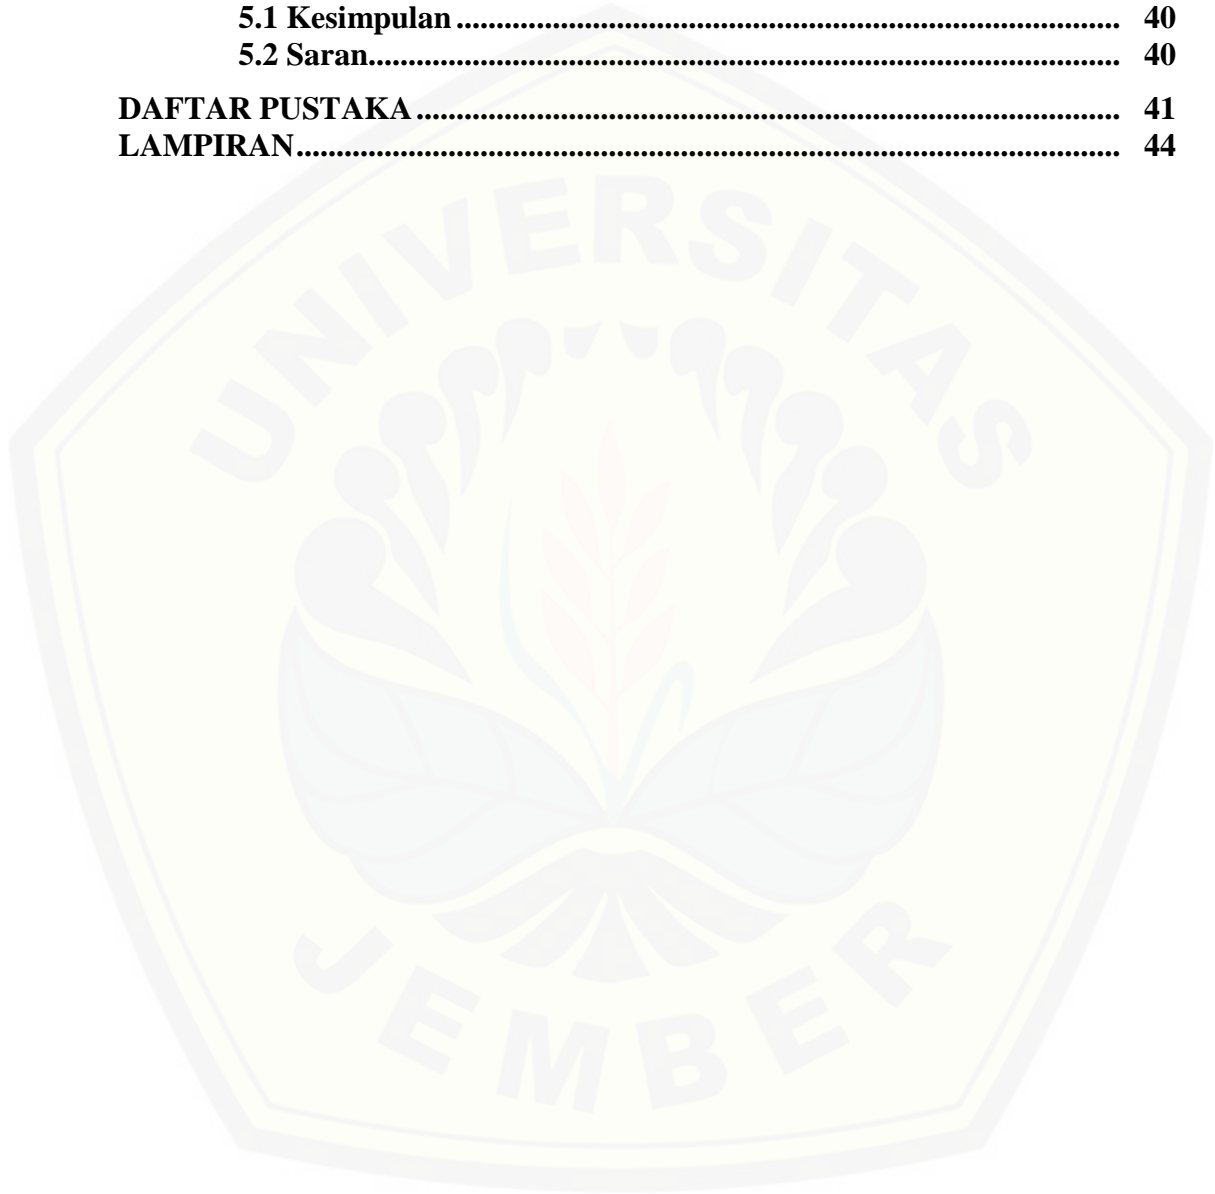 5.1 Kesimpulan ................................................................................... 40
5.2 Saran.............................................................................................. 40
DAFTAR PUSTAKA ........................................................................................ 41
LAMPIRAN....................................................................................................... 44
UNIVERSITAS
JEMBER